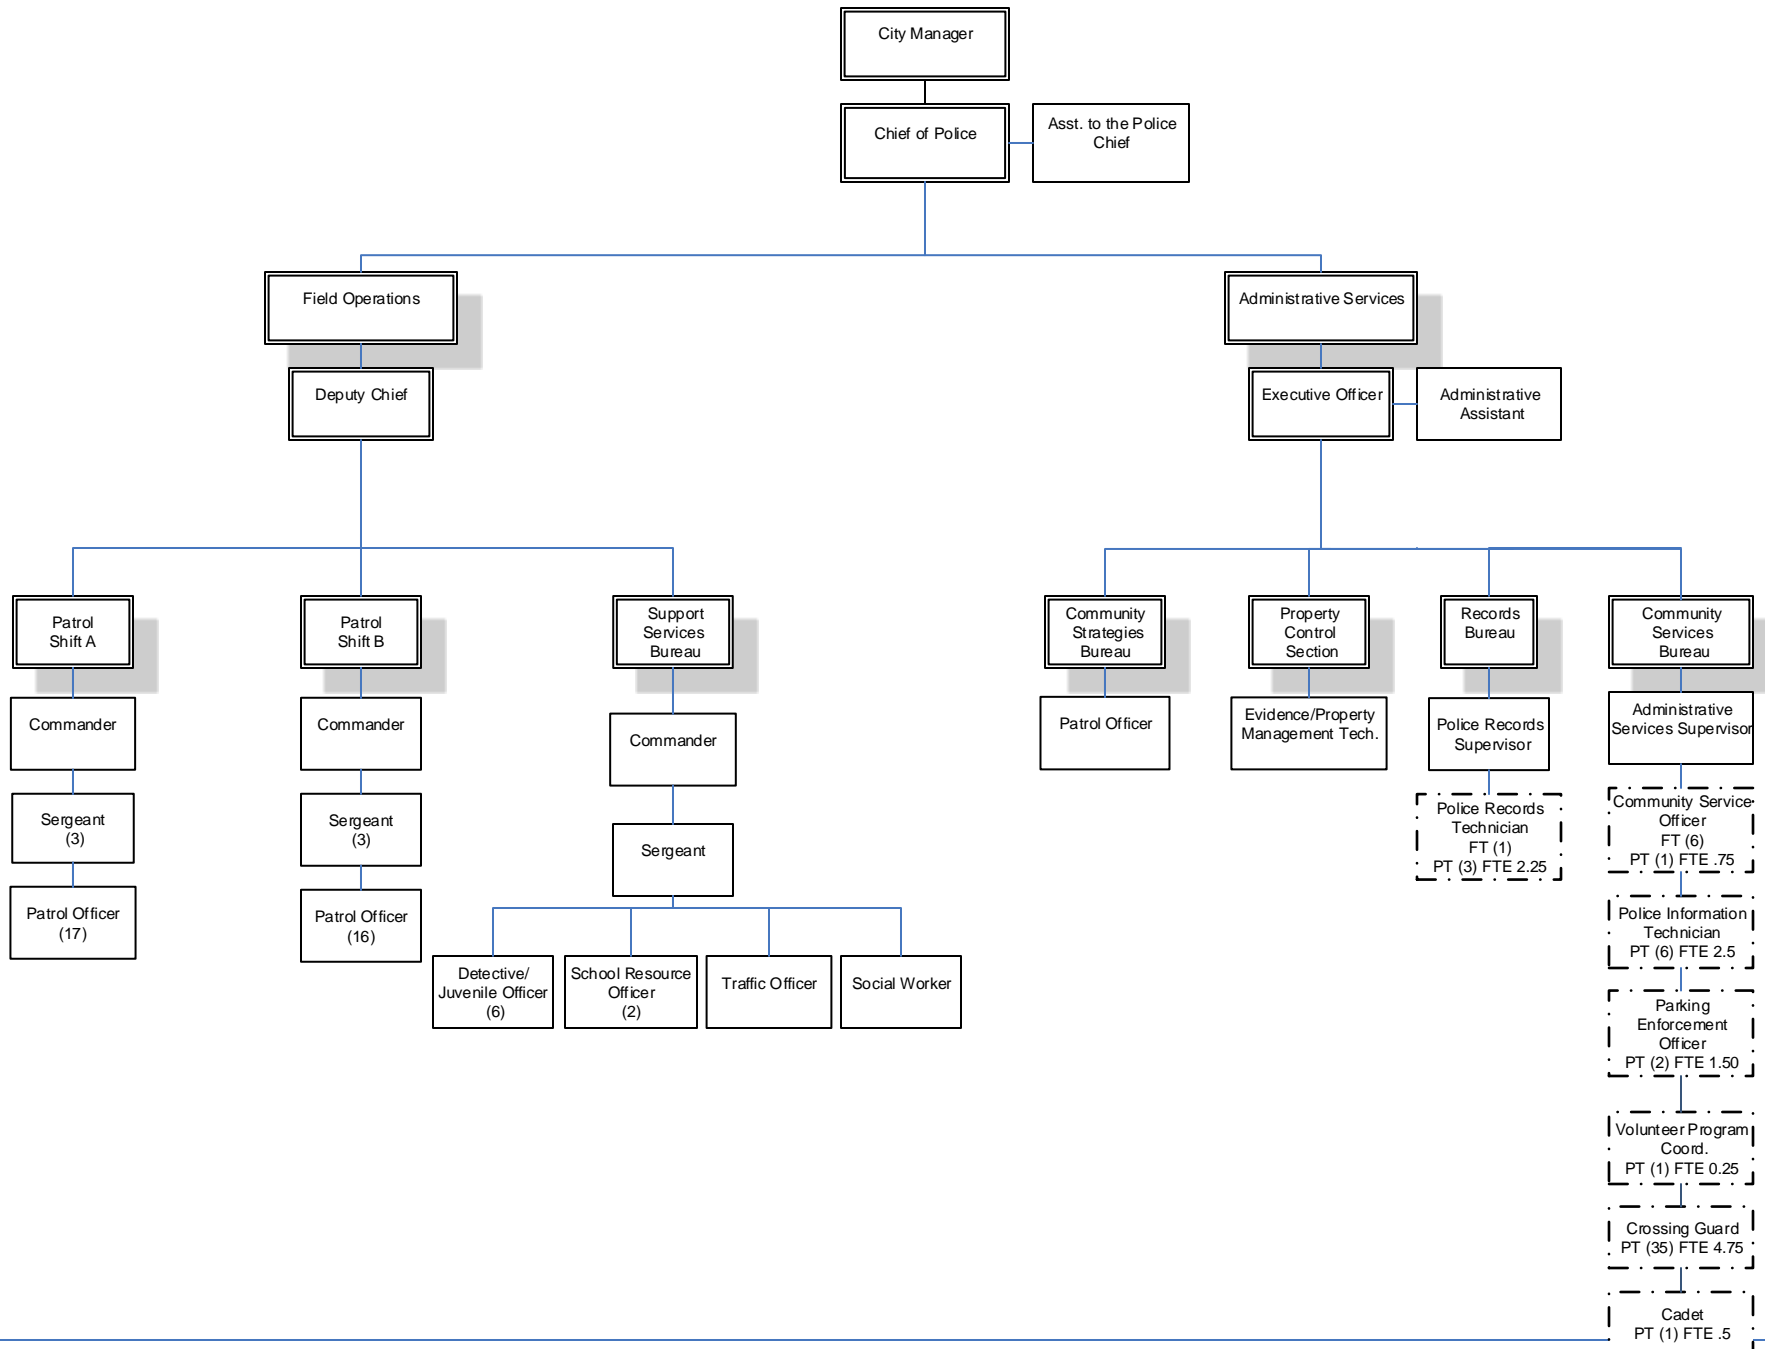 City Manager
Chief of Police
Asst. to the Police
Chief
Field Operations
Administrative Services
Deputy Chief
Executive Officer
Administrative
Assistant
Patrol
Shift A
Patrol
Shift B
Support
Services
Bureau
Community
Strategies
Bureau
Property
Control
Section
Records
Bureau
Community
Services
Bureau
Commander
Commander
Commander
Patrol Officer
Evidence/Property
Management Tech.
Police Records
Supervisor
Administrative
Services Supervisor
Sergeant
(3)
Sergeant
(3)
Sergeant
Police Records
Technician
FT (1)
PT (3) FTE 2.25
Community Service
Officer
FT (6)
PT (1) FTE .75
Patrol Officer
(17)
Patrol Officer
(16)
Police Information
Technician
PT (6) FTE 2.5
Detective/
Juvenile Officer
(6)
School Resource
Officer
(2)
Traffic Officer
Social Worker
Parking
Enforcement
Officer
PT (2) FTE 1.50
Volunteer Program
Coord.
PT (1) FTE 0.25
Crossing Guard
PT (35) FTE 4.75
Cadet
PT (1) FTE .5